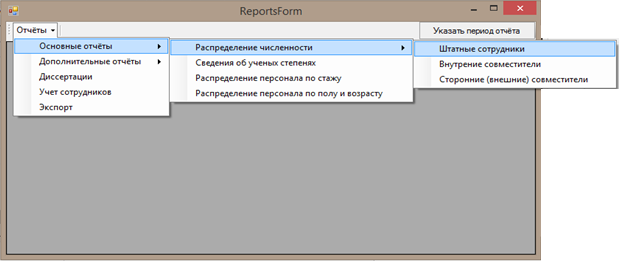 ReportsForm
Отчёты
Указать период отчёта
Основные отчёты
Дополнительные отчёты
Диссертации
Учет сотрудников
Экспорт
Распределение численности
Сведения об ученых степенях
Распределение персонала по стажу
Распределение персонала по полу и возрасту
Штатные сотрудники
Внутрение совместители
Сторонние (внешние) совместители